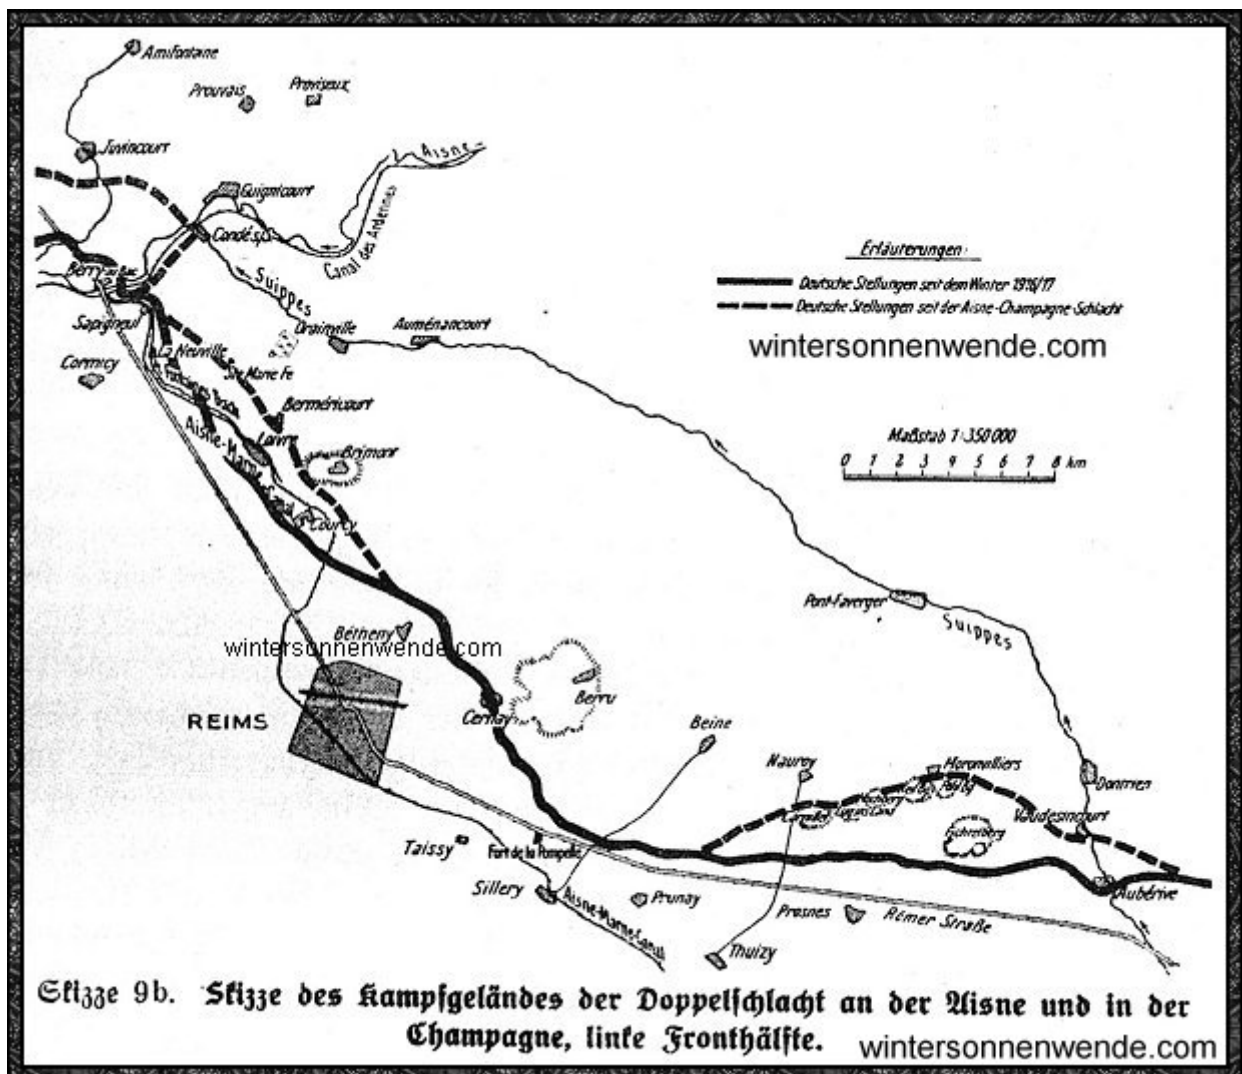 Amifontaine
Prouvais
Proviseux
Juvincourt
Aisne
Guignicourt
Canal des Ardennes
Condé s/S
Suippes
Berry-au-Bac
Sapigneul
Cormicy
La Neuville
Ste Marie Fe
Orainville
Auménancourt
Berméricourt
Aisne-Marne-Canal
Loivre
Brimont
Courcy
Erläuterungen:
Deutsche Stellungen seit dem Winter 1916/17
Deutsche Stellungen seit der Aisne-Champagne-Schlacht
wintersonnenwende.com
Maßstab 1:350000
0 1 2 3 4 5 6 7 8 km
Pont-Faverger
Suippes
Bétheny
wintersonnenwende.com
REIMS
Cernay
Berru
Beine
Nauroy
Moronvilliers
Dontrien
Vaudesincourt
Fichtelberg
Taissy
Fort de la Pompelle
Sillery
Aisne-Marne-Canal
Prunay
Prosnes
Römer Straße
Aubérive
Thuizy
Skizze 9b. Skizze des Kampfgeländes der Doppelschlacht an der Aisne und in der
Champagne, linke Fronthälfte.
wintersonnenwende.com